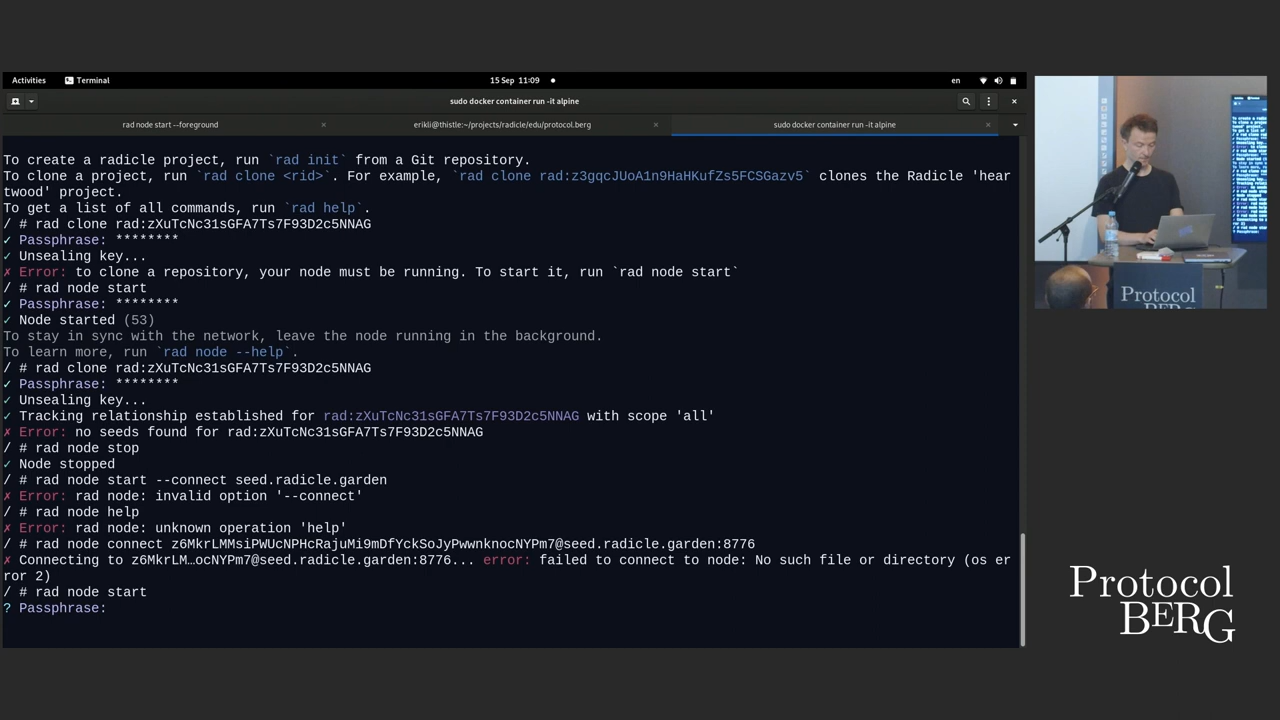 Activities
Terminal
15 Sep 11:09
en
sudo docker container run -it alpine
rad node start --foreground
erikli@thistle:~/projects/radicle/edu/protocol.berg
sudo docker container run -it alpine
To create a radicle project, run `rad init` from a Git repository.
To clone a project, run `rad clone <rid>`. For example, `rad clone rad:z3gqcJUoA1n9HaHKufZs5FCSGazv5` clones the Radicle 'hear
twood' project.
To get a list of all commands, run `rad help`.
/ # rad clone rad:zXuTcNc31sGFA7Ts7F93D2c5NNAG
✓ Passphrase: ********
✓ Unsealing key...
✗ Error: to clone a repository, your node must be running. To start it, run `rad node start`
/ # rad node start
✓ Passphrase: ********
✓ Node started (53)
To stay in sync with the network, leave the node running in the background.
To learn more, run `rad node --help`.
/ # rad clone rad:zXuTcNc31sGFA7Ts7F93D2c5NNAG
✓ Passphrase: ********
✓ Unsealing key...
✓ Tracking relationship established for rad:zXuTcNc31sGFA7Ts7F93D2c5NNAG with scope 'all'
✗ Error: no seeds found for rad:zXuTcNc31sGFA7Ts7F93D2c5NNAG
/ # rad node stop
✓ Node stopped
/ # rad node start --connect seed.radicle.garden
✗ Error: rad node: invalid option '--connect'
/ # rad node help
✗ Error: rad node: unknown operation 'help'
/ # rad node connect z6MkrLMMsiPWUcNPHcRajuMi9mDfYckSoJyPwwnknocNYPm7@seed.radicle.garden:8776
✗ Connecting to z6MkrLM…ocNYPm7@seed.radicle.garden:8776... error: failed to connect to node: No such file or directory (os er
ror 2)
/ # rad node start
? Passphrase:
Protocol
BERG
Protocol
BERG